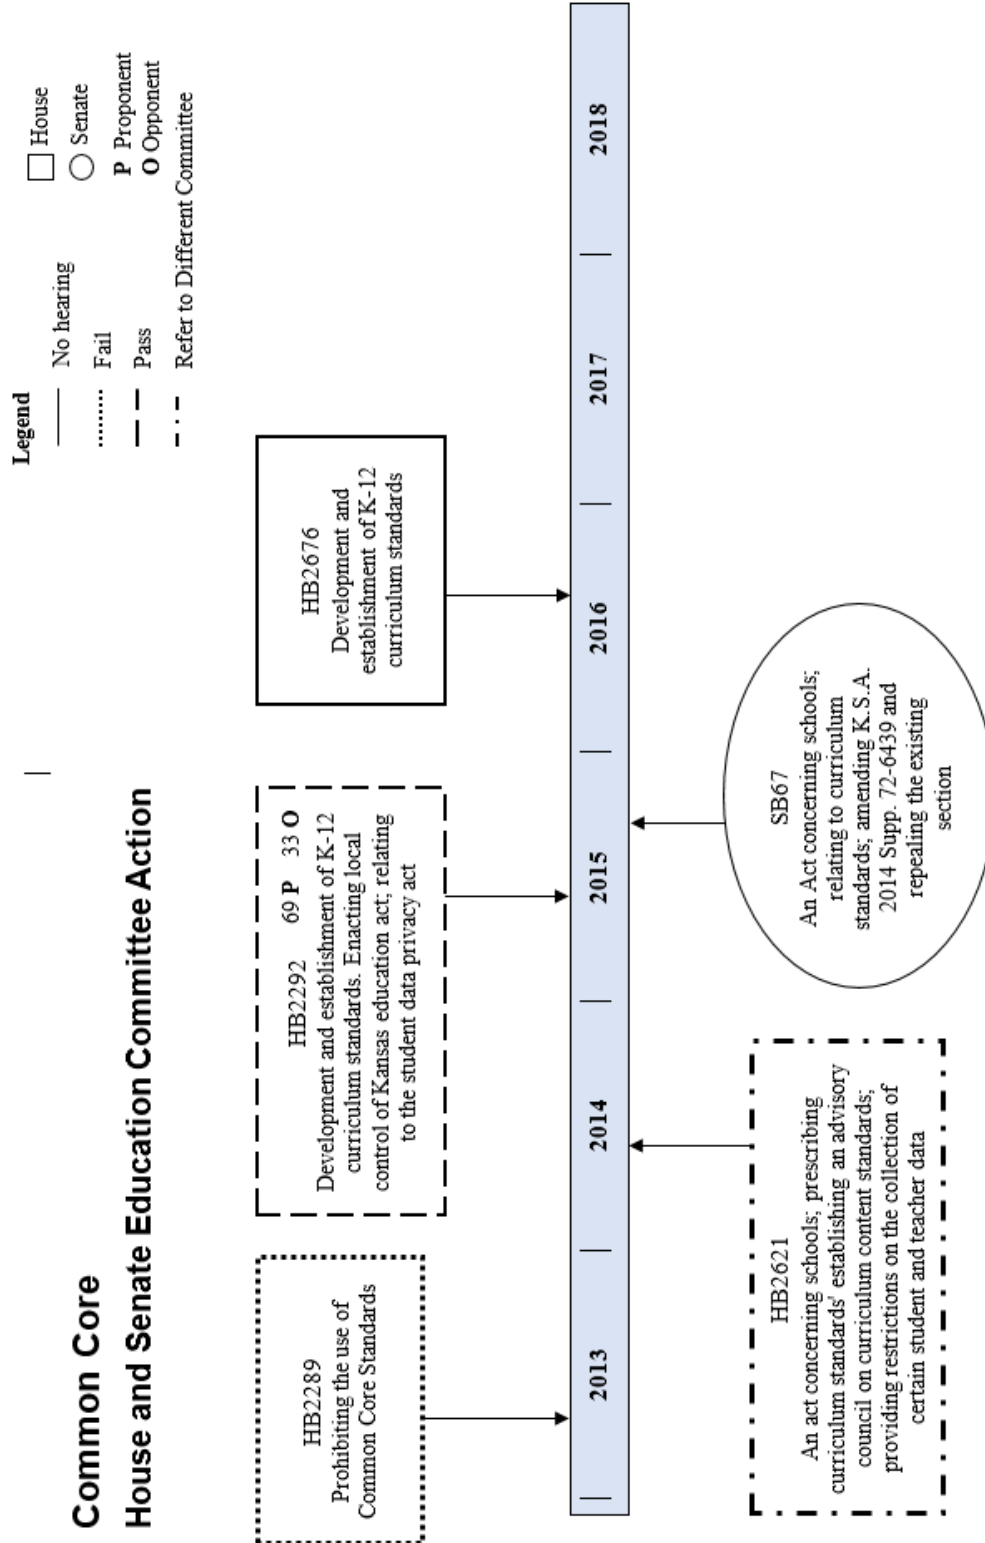 Common Core
House and Senate Education Committee Action
Legend
No hearing
Fail
Pass
Refer to Different Committee
House
Senate
P Proponent
O Opponent
HB2289
Prohibiting the use of
Common Core Standards
HB2292 69 P 33 O
Development and establishment of K-12
curriculum standards. Enacting local
control of Kansas education act; relating
to the student data privacy act
HB2676
Development and
establishment of K-12
curriculum standards
2013
2014
2015
2016
2017
2018
HB2621
An act concerning schools; prescribing
curriculum standards' establishing an advisory
council on curriculum content standards;
providing restrictions on the collection of
certain student and teacher data
SB67
An Act concerning schools;
relating to curriculum
standards; amending K.S.A.
2014 Supp. 72-6439 and
repealing the existing
section